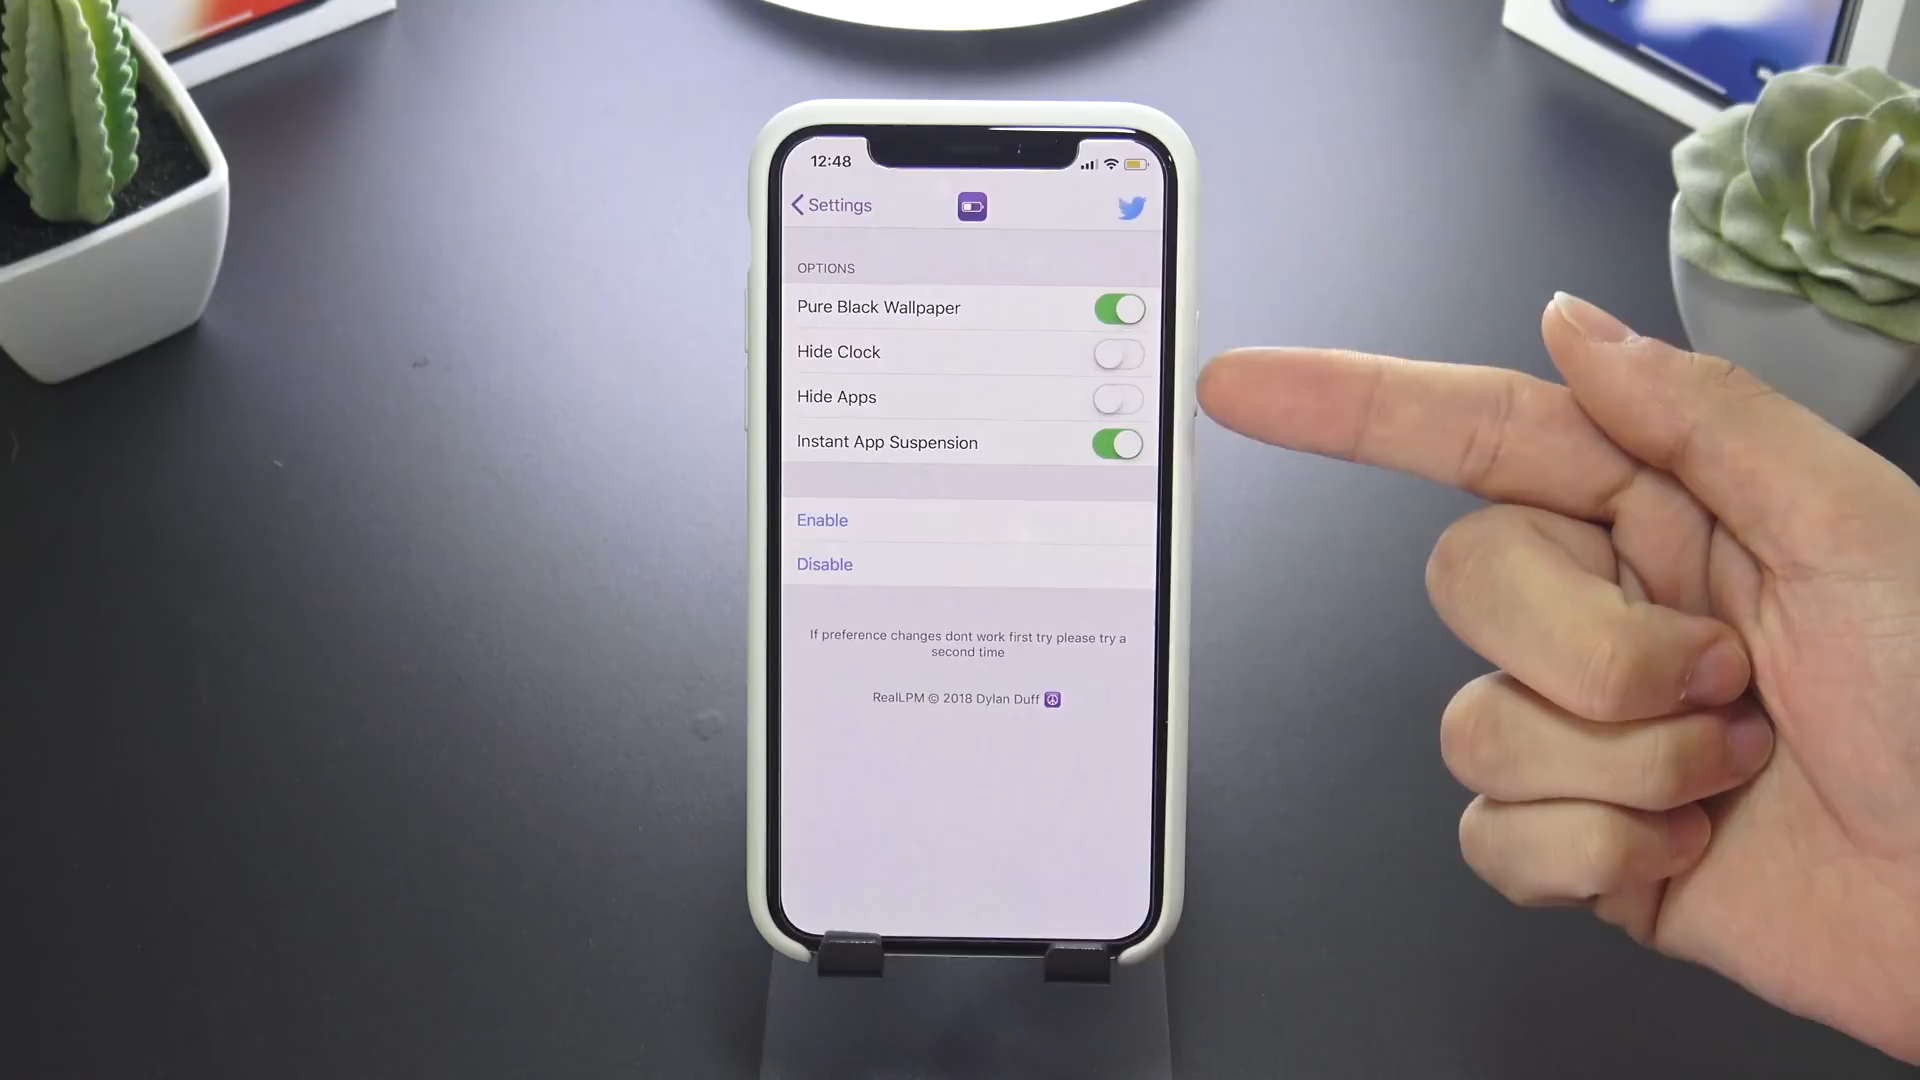 12:48
Settings
OPTIONS
Pure Black Wallpaper
Hide Clock
Hide Apps
Instant App Suspension
Enable
Disable
If preference changes dont work first try please try a
second time
RealLPM © 2018 Dylan Duff